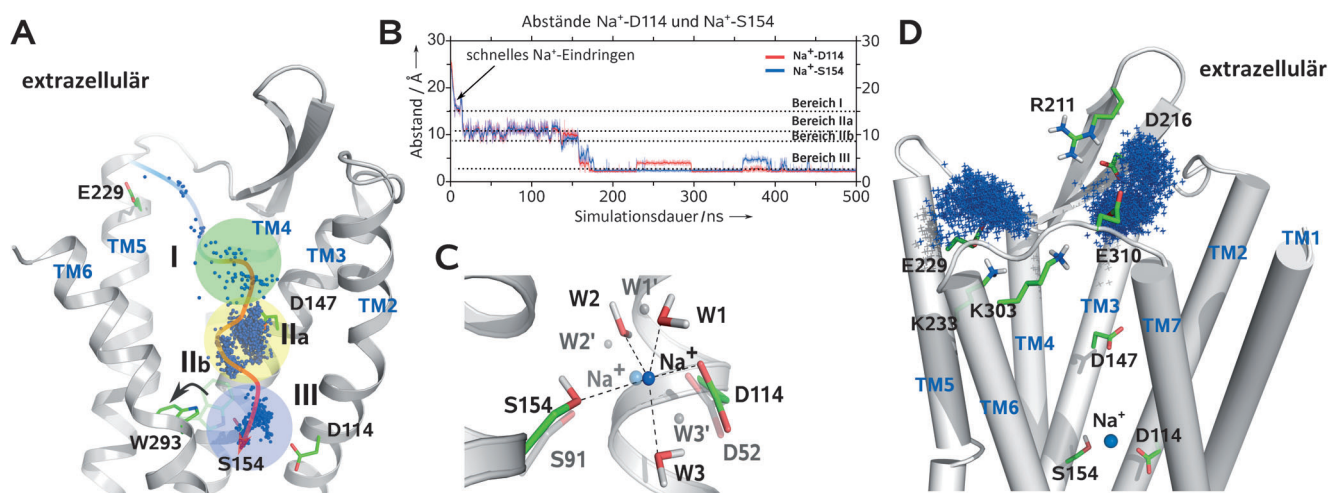 A
extrazellulär
E229
TM4
TM5
TM3
TM6
I
TM2
D147
IIa
IIb
III
W293
D114
S154
B
Abstände Na⁺-D114 und Na⁺-S154
30
30
schnelles Na⁺-Eindringen
Na⁺-D114
Na⁺-S154
Abstand / Å →
20
20
Bereich I
Bereich IIa
10
10
Bereich IIb
Bereich III
0
0
0
100
200
300
400
500
Simulationsdauer/ns →
C
W2
W1'
W1
W2'
Na⁺
Na⁺
S154
D114
W3'
S91
D52
W3
D
extrazellulär
R211
D216
TM1
TM2
E229
E310
K303
TM3
K233
TM7
TM4
D147
TM5
TM6
Na⁺
S154
D114